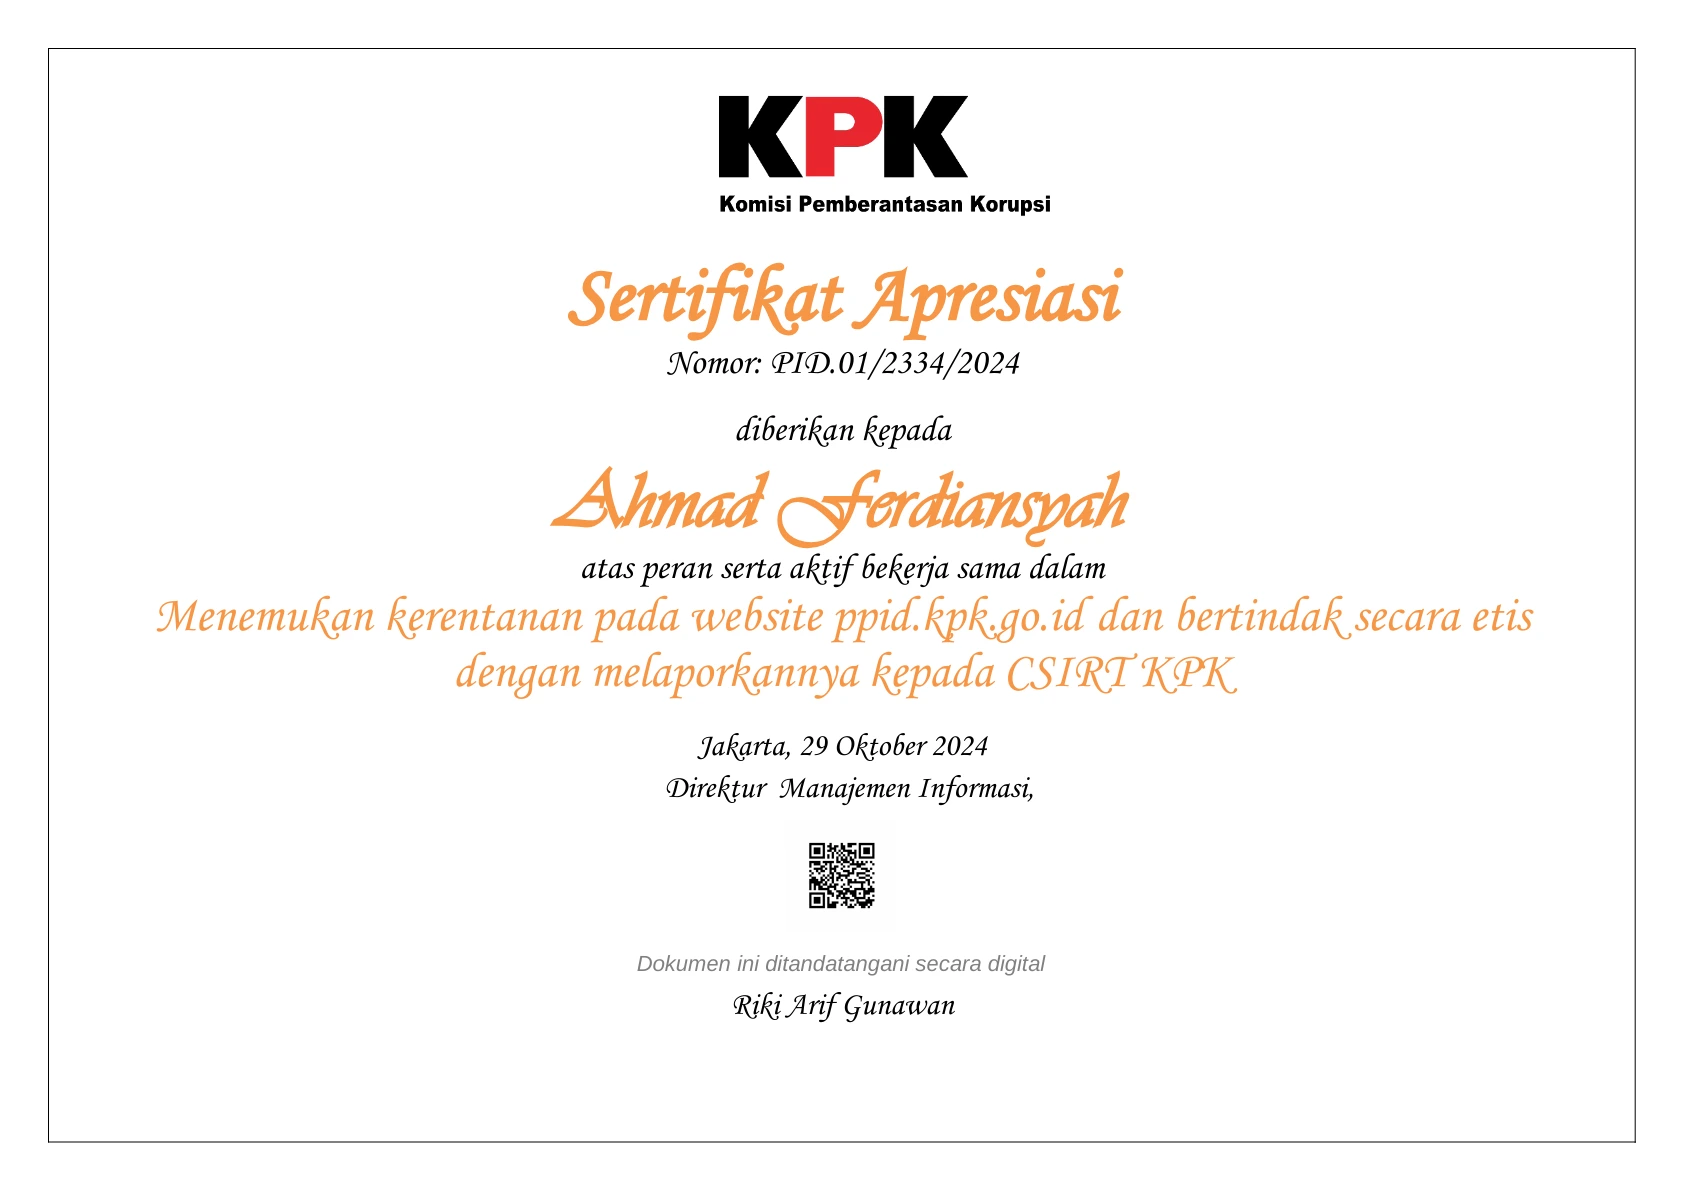 KPK
Komisi Pemberantasan Korupsi
Sertifikat Apresiasi
Nomor: PID.01/2334/2024
diberikan kepada
Ahmad Ferdiansyah
atas peran serta aktif bekerja sama dalam
Menemukan kerentanan pada website ppid.kpk.go.id dan bertindak secara etis
dengan melaporkannya kepada CSIRT KPK
Jakarta, 29 Oktober 2024
Direktur Manajemen Informasi,
Dokumen ini ditandatangani secara digital
Riki Arif Gunawan